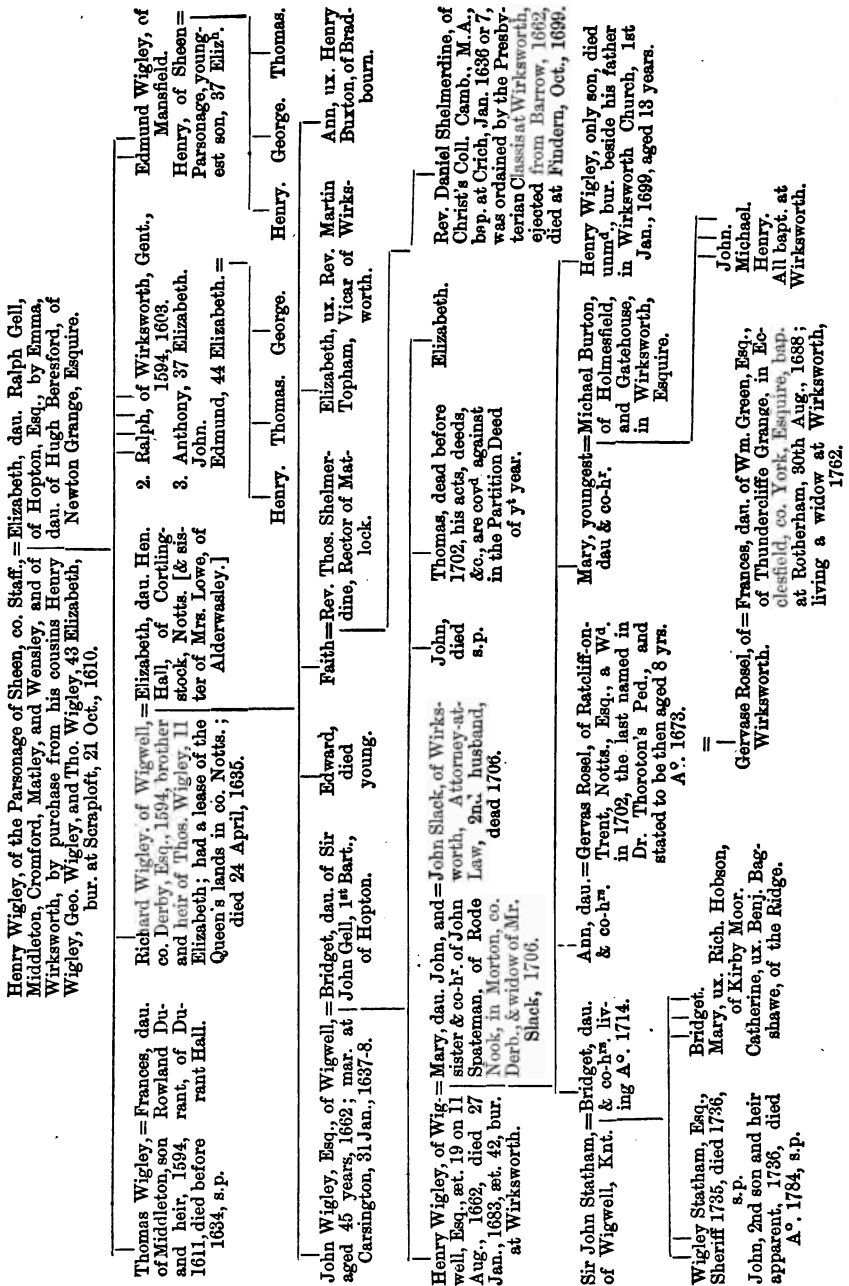 Henry Wigley, of the Parsonage of Sheen, co. Staff.,=Elizabeth, dau. Ralph Gell,
Middleton, Cromford, Matley, and Wensley, and of
Wirksworth, by purchase from his cousins Henry
Wigley, Geo. Wigley, and Tho. Wigley, 43 Elizabeth,
bur. at Scraptoft, 21 Oct., 1610.
of Hopton, Esq., by Emma,
dau. of Hugh Beresford, of
Newton Grange, Esquire.
Thomas Wigley,=Frances, dau.
of Middleton, son
and heir, 1594,
1611, died before
1634, s.p.
Rowland Du-
rant, of Du-
rant Hall.
Richard Wigley, of Wigwell,=Elizabeth, dau. Hen.
co. Derby, Esq., 1594, brother
and heir of Thos. Wigley, 11
Elizabeth; had a lease of the
Queen's lands in co. Notts.;
died 24 April, 1635.
Hall, of Cortling-
stock, Notts. [& sis-
ter of Mrs. Lowe, of
Alderwasley.]
2. Ralph, of Wirksworth, Gent.,
1594, 1603.
3. Anthony, 37 Elizabeth.
John.
Edmund, 44 Elizabeth.=
Edmund Wigley, of
Mansfield.
Henry, of Sheen=
Parsonage, young-
est son, 37 Elizh.
Henry. Thomas. George.
Henry. George. Thomas.
John Wigley, Esq., of Wigwell,=Bridget, dau. of Sir
aged 45 years, 1662; mar. at
Carsington, 31 Jan., 1637-8.
John Gell, 1st Bart.,
of Hopton.
Edward,
died
young.
Faith=Rev. Thos. Shelmer-
dine, Rector of Mat-
lock.
Elizabeth, ux. Rev. Martin
Topham, Vicar of Wirks-
worth.
Ann, ux. Henry
Buxton, of Brad-
bourn.
Henry Wigley, of Wig-=Mary, dau. John, and=John Slack, of Wirks-
well, Esq., æt. 19 on 11
Aug., 1662, died 27
Jan., 1683, æt. 42, bur.
at Wirksworth.
sister & co-hr. of John
Spateman, of Rode
Nook, in Morton, co.
Derb., & widow of Mr.
Slack, 1706.
worth, Attorney-at-
Law, 2nd husband,
dead 1706.
John,
died
s.p.
Thomas, dead before
1702, his acts, deeds,
&c., are covd against
in the Partition Deed
of yt year.
Elizabeth.
Rev. Daniel Shelmerdine, of
Christ's Coll. Camb., M.A.,
bap. at Crich, Jan. 1636 or 7,
was ordained by the Presby-
terian Classis at Wirksworth,
ejected from Barrow, 1662,
died at Findern, Oct., 1699.
Sir John Statham,=Bridget, dau.
of Wigwell, Knt.
& co-hrs, liv-
ing Ao. 1714.
Ann, dau.=Gervas Rosel, of Ratcliff-on-
& co-hrs.
Trent, Notts., Esq., a Wd.
in 1702, the last named in
Dr. Thoroton's Ped., and
stated to be then aged 8 yrs.
Ao. 1673.
Mary, youngest=Michael Burton,
dau & co-hr.
of Holmesfield,
and Gatehouse,
in Wirksworth,
Esquire.
Henry Wigley, only son, died
unmd., bur. beside his father
in Wirksworth Church, 1st
Jan., 1699, aged 13 years.
Wigley Statham, Esq.,
Sheriff 1735, died 1736,
s.p.
John, 2nd son and heir
apparent, 1736, died
Ao. 1784, s.p.
Bridget.
Mary, ux. Rich. Hobson,
of Kirby Moor.
Catherine, ux. Benj. Bag-
shawe, of the Ridge.
=
Gervase Rosel, of=Frances, dau. of Wm. Green, Esq.,
Wirksworth.
of Thundercliffe Grange, in Ec-
clesfield, co. York, Esquire, bap.
at Rotherham, 30th Aug., 1688;
living a widow at Wirksworth,
1762.
John.
Michael.
Henry.
All bapt. at
Wirksworth.